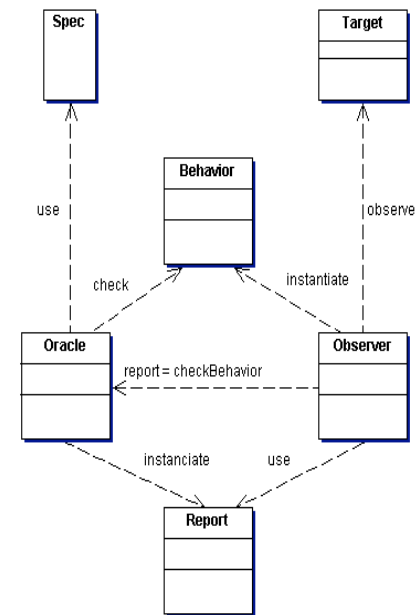 Spec
Target
Behavior
use
observe
check
instantiate
Oracle
Observer
report = checkBehavior
instanciate
use
Report